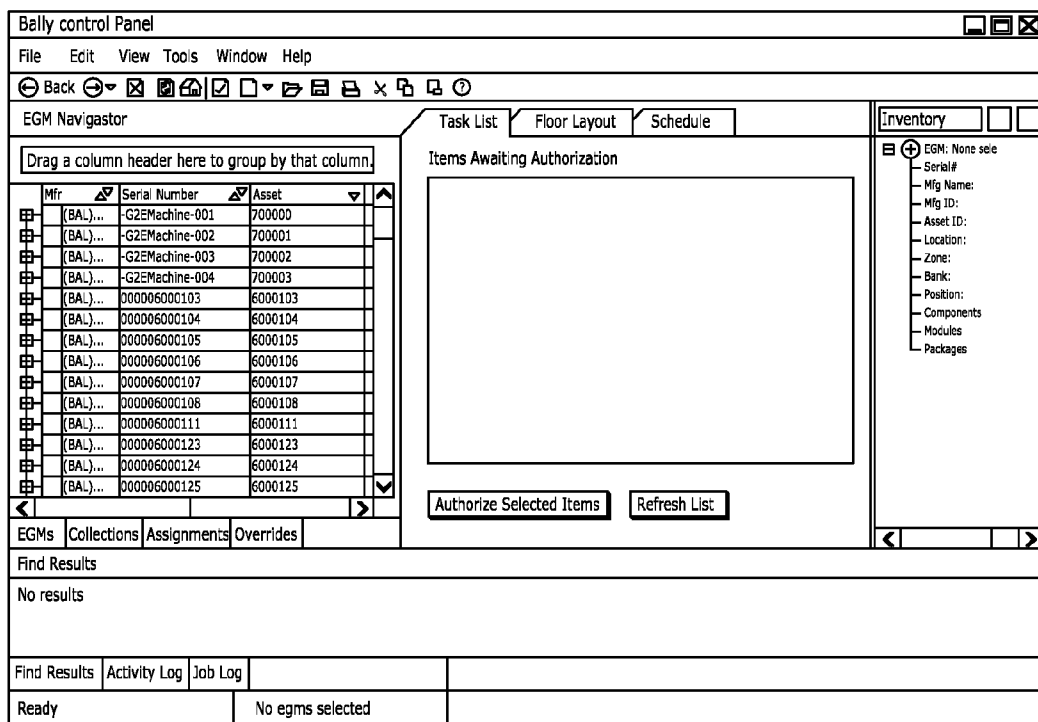 Bally control Panel
File Edit View Tools Window Help
Back
EGM Navigastor
Drag a column header here to group by that column.
Mfr Serial Number Asset
(BAL)... -G2EMachine-001 700000
(BAL)... -G2EMachine-002 700001
(BAL)... -G2EMachine-003 700002
(BAL)... -G2EMachine-004 700003
(BAL)... 000006000103 6000103
(BAL)... 000006000104 6000104
(BAL)... 000006000105 6000105
(BAL)... 000006000106 6000106
(BAL)... 000006000107 6000107
(BAL)... 000006000108 6000108
(BAL)... 000006000111 6000111
(BAL)... 000006000123 6000123
(BAL)... 000006000124 6000124
(BAL)... 000006000125 6000125
EGMs Collections Assignments Overrides
Task List Floor Layout Schedule
Items Awaiting Authorization
Authorize Selected Items Refresh List
Inventory
EGM: None sele
Serial#
Mfg Name:
Mfg ID:
Asset ID:
Location:
Zone:
Bank:
Position:
Components
Modules
Packages
Find Results
No results
Find Results Activity Log Job Log
Ready No egms selected